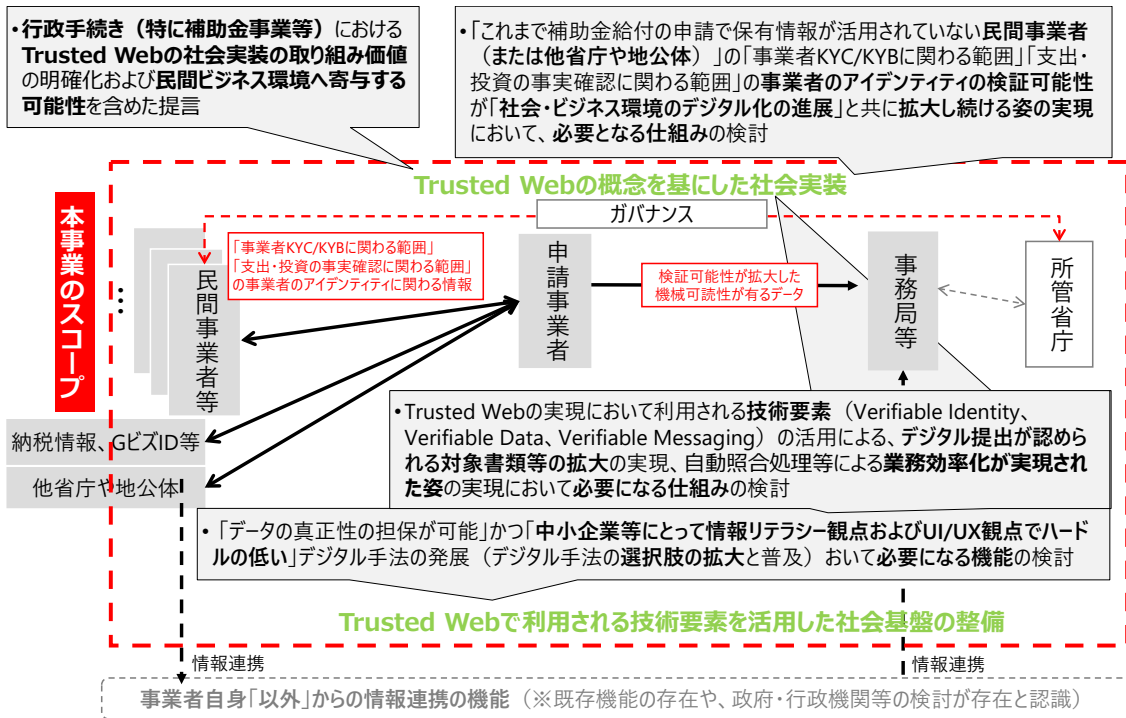 •行政手続き（特に補助金事業等）における
Trusted Webの社会実装の取り組み価値
の明確化および民間ビジネス環境へ寄与する
可能性を含めた提言
•「これまで補助金給付の申請で保有情報が活用されていない民間事業者
（または他省庁や地公体）」の「事業者KYC/KYBに関わる範囲」「支出・
投資の事実確認に関わる範囲」の事業者のアイデンティティの検証可能性
が「社会・ビジネス環境のデジタル化の進展」と共に拡大し続ける姿の実現
において、必要となる仕組みの検討
Trusted Webの概念を基にした社会実装
ガバナンス
本事業のスコープ
…
民間事業者等
「事業者KYC/KYBに関わる範囲」
「支出・投資の事実確認に関わる範囲」
の事業者のアイデンティティに関わる情報
申請事業者
検証可能性が拡大した
機械可読性が有るデータ
事務局等
所管省庁
納税情報、GビズID等
他省庁や地公体
•Trusted Webの実現において利用される技術要素（Verifiable Identity、
Verifiable Data、Verifiable Messaging）の活用による、デジタル提出が認めら
れる対象書類等の拡大の実現、自動照合処理等による業務効率化が実現され
た姿の実現において必要になる仕組みの検討
•「データの真正性の担保が可能」かつ「中小企業等にとって情報リテラシー観点およびUI/UX観点でハー
ドルの低い」デジタル手法の発展（デジタル手法の選択肢の拡大と普及）おいて必要になる機能の検討
Trusted Webで利用される技術要素を活用した社会基盤の整備
情報連携
情報連携
事業者自身「以外」からの情報連携の機能（※既存機能の存在や、政府・行政機関等の検討が存在と認識）